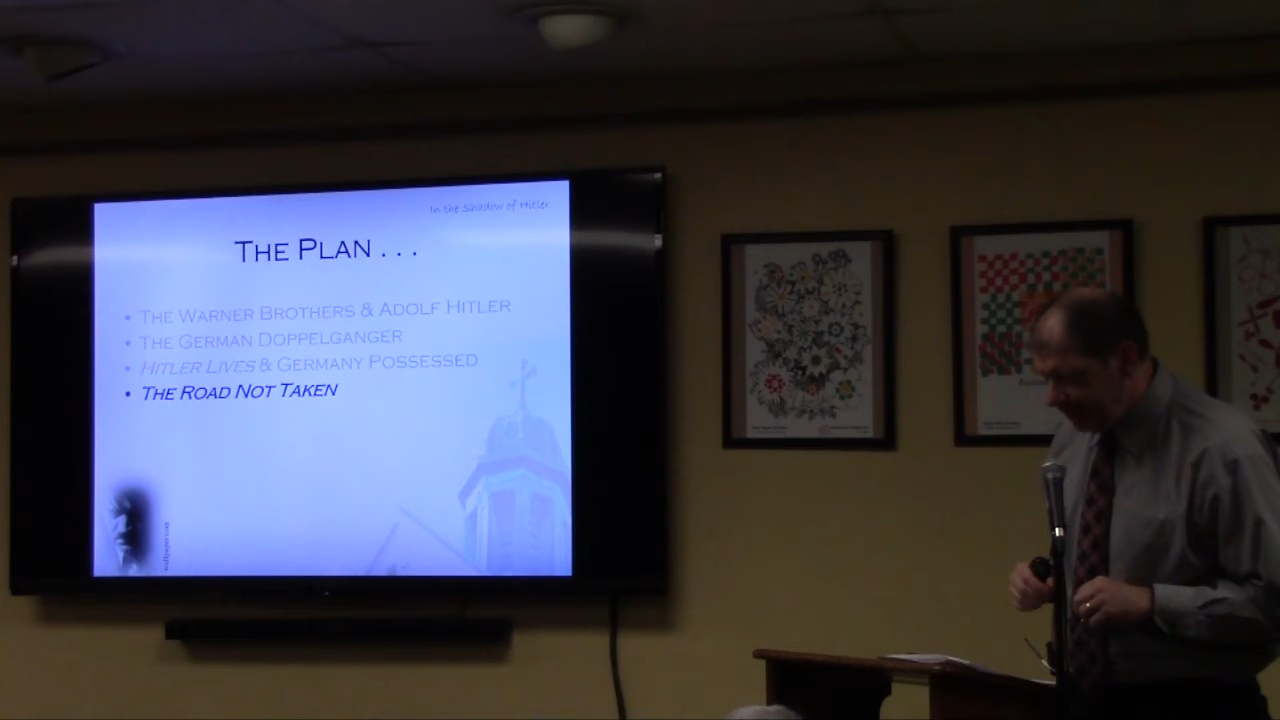 In the Shadow of Hitler
THE PLAN . . .
• THE WARNER BROTHERS & ADOLF HITLER
• THE GERMAN DOPPELGANGER
• HITLER LIVES & GERMANY POSSESSED
• THE ROAD NOT TAKEN